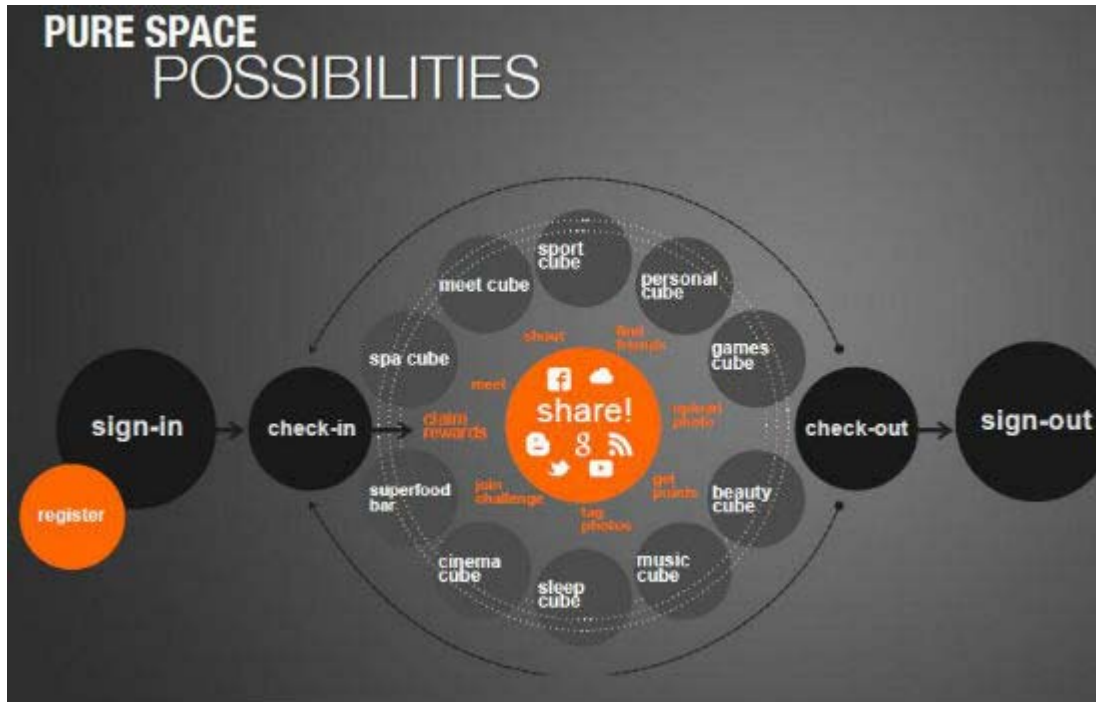 PURE SPACE
POSSIBILITIES
sport
cube
meet cube
personal
cube
shout
find
friends
spa cube
games
cube
meet
share!
claim
rewards
upload
photo
sign-in
check-in
check-out
sign-out
register
superfood
bar
join
challenge
get
points
beauty
cube
tag
photos
cinema
cube
sleep
cube
music
cube